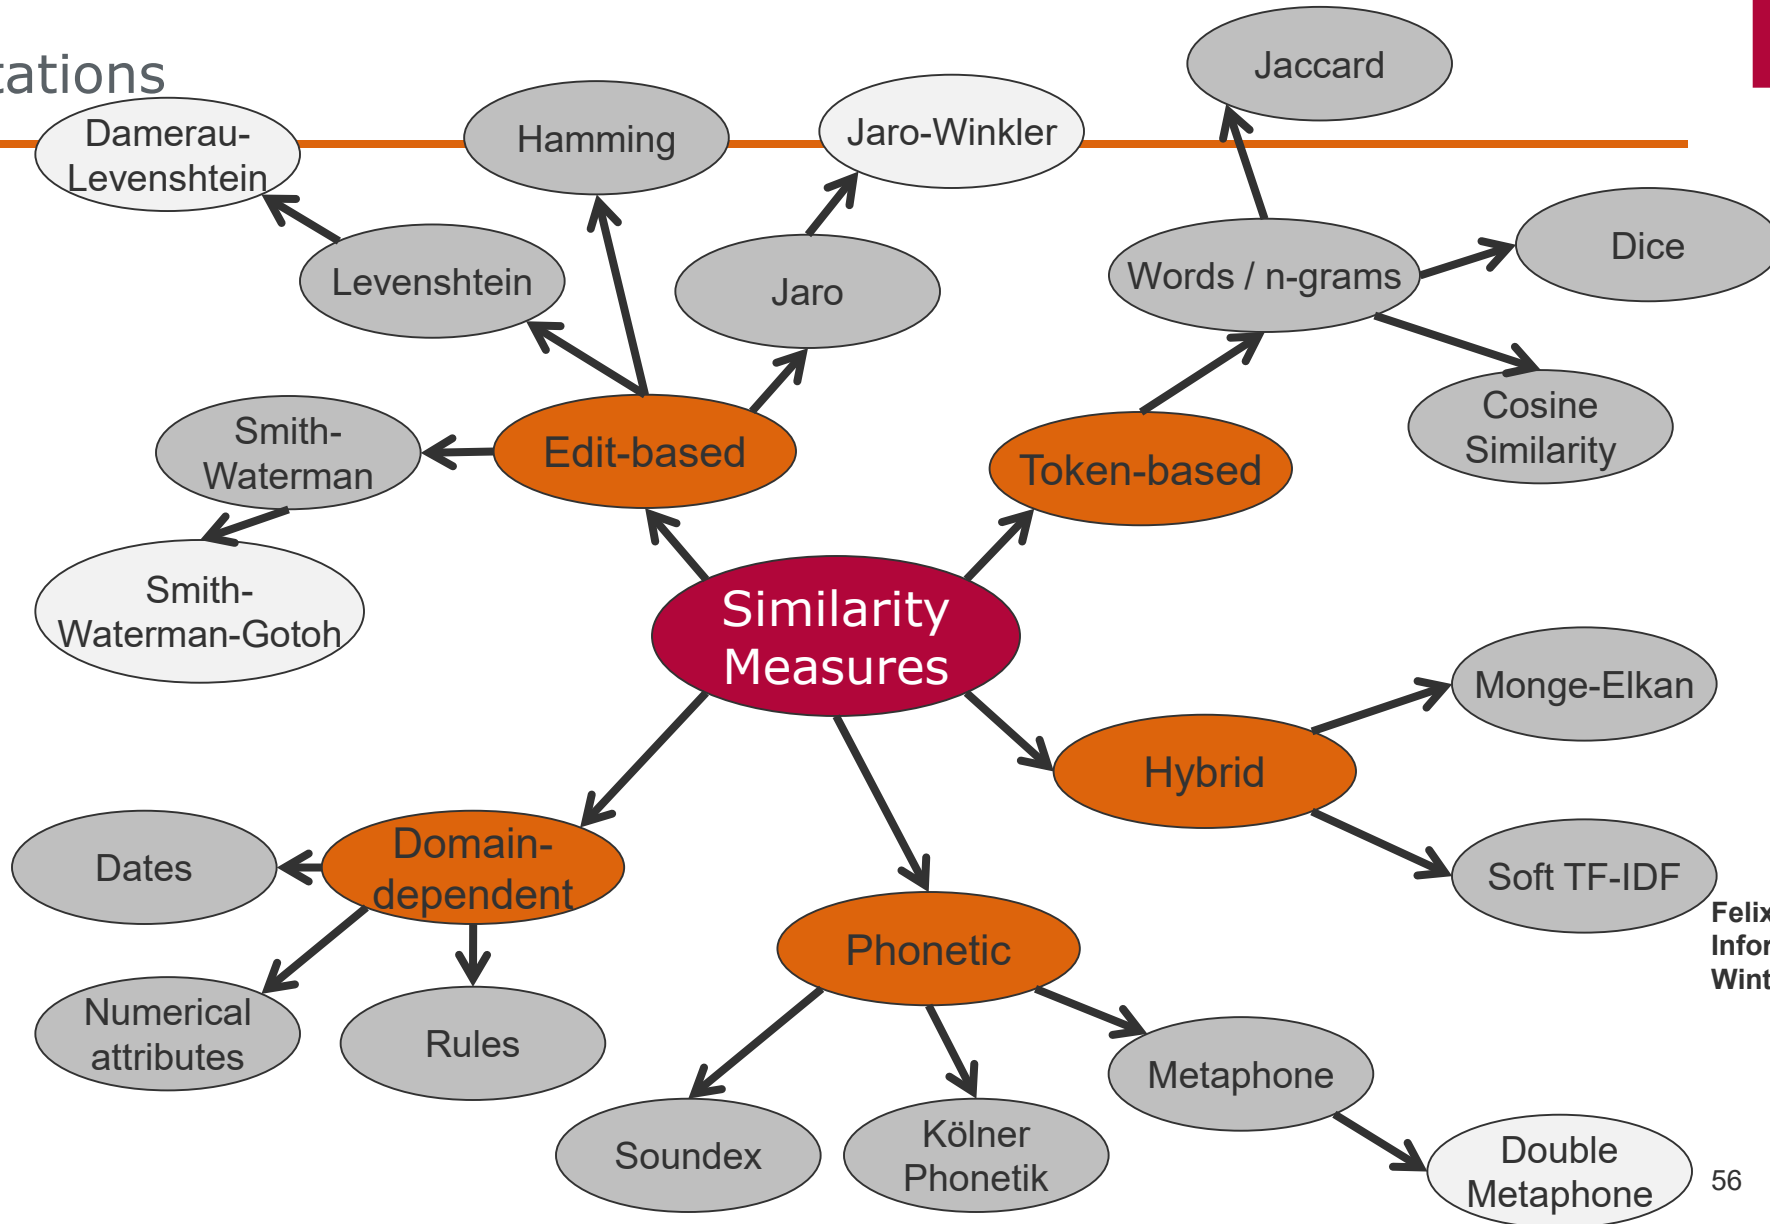 tations
Jaccard
Damerau-
Levenshtein
Hamming
Jaro-Winkler
Dice
Levenshtein
Jaro
Words / n-grams
Smith-
Waterman
Edit-based
Token-based
Cosine
Similarity
Smith-
Waterman-Gotoh
Similarity
Measures
Monge-Elkan
Hybrid
Dates
Domain-
dependent
Soft TF-IDF
Felix
Infor
Wint
Phonetic
Numerical
attributes
Rules
Metaphone
Soundex
Kölner
Phonetik
Double
Metaphone
56